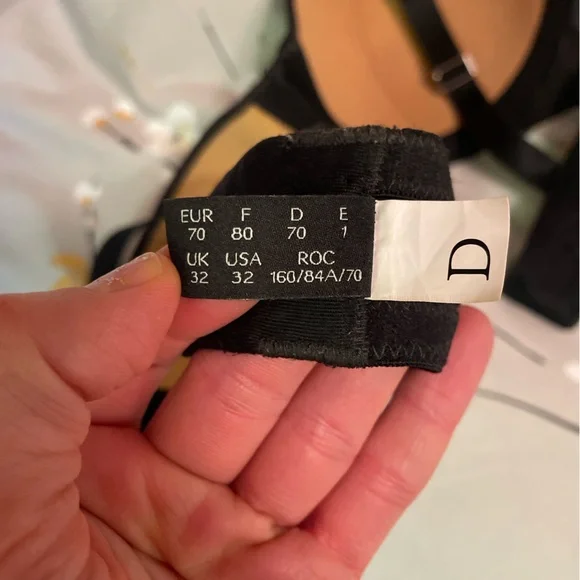 EUR F D E
70 80 70 1
UK USA ROC
32 32 160/84A/70
D